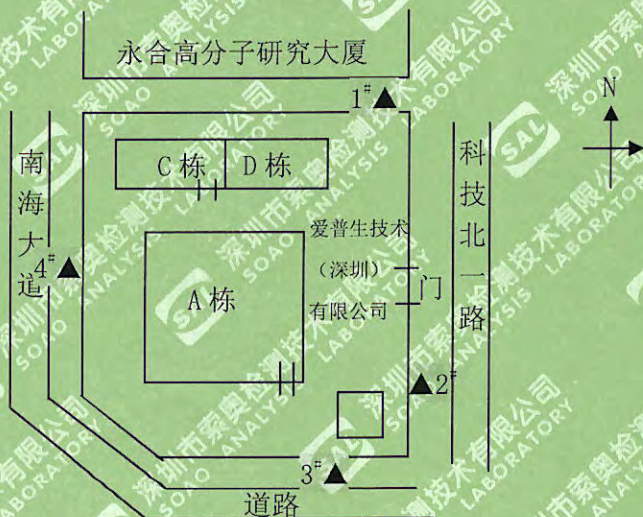 永合高分子研究大厦
1#
N
C栋
D栋
南海大道
科技北一路
爱普生技术
（深圳）
有限公司
门
4#
A栋
2#
3#
道路
SAL
深圳市索奥检测技术有限公司
SOAO ANALYSIS LABORATORY